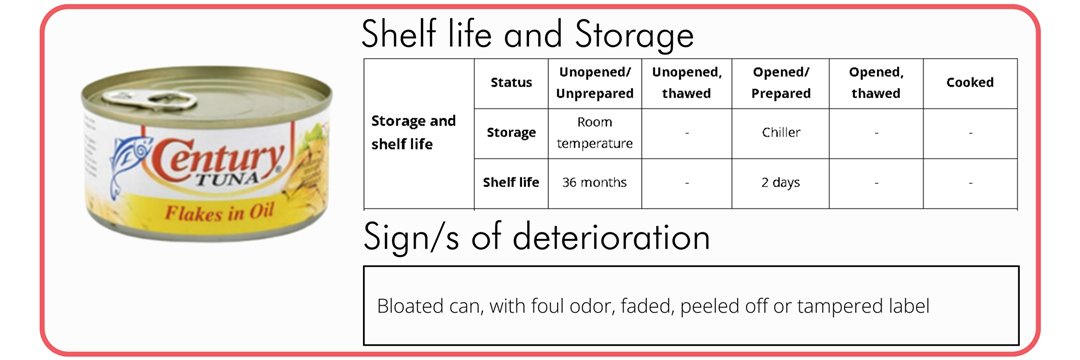 Shelf life and Storage
Storage and shelf life
Status
Unopened/ Unprepared
Unopened, thawed
Opened/ Prepared
Opened, thawed
Cooked
Storage
Room temperature
-
Chiller
-
-
Shelf life
36 months
-
2 days
-
-
Century
TUNA
Flakes in Oil
Sign/s of deterioration
Bloated can, with foul odor, faded, peeled off or tampered label